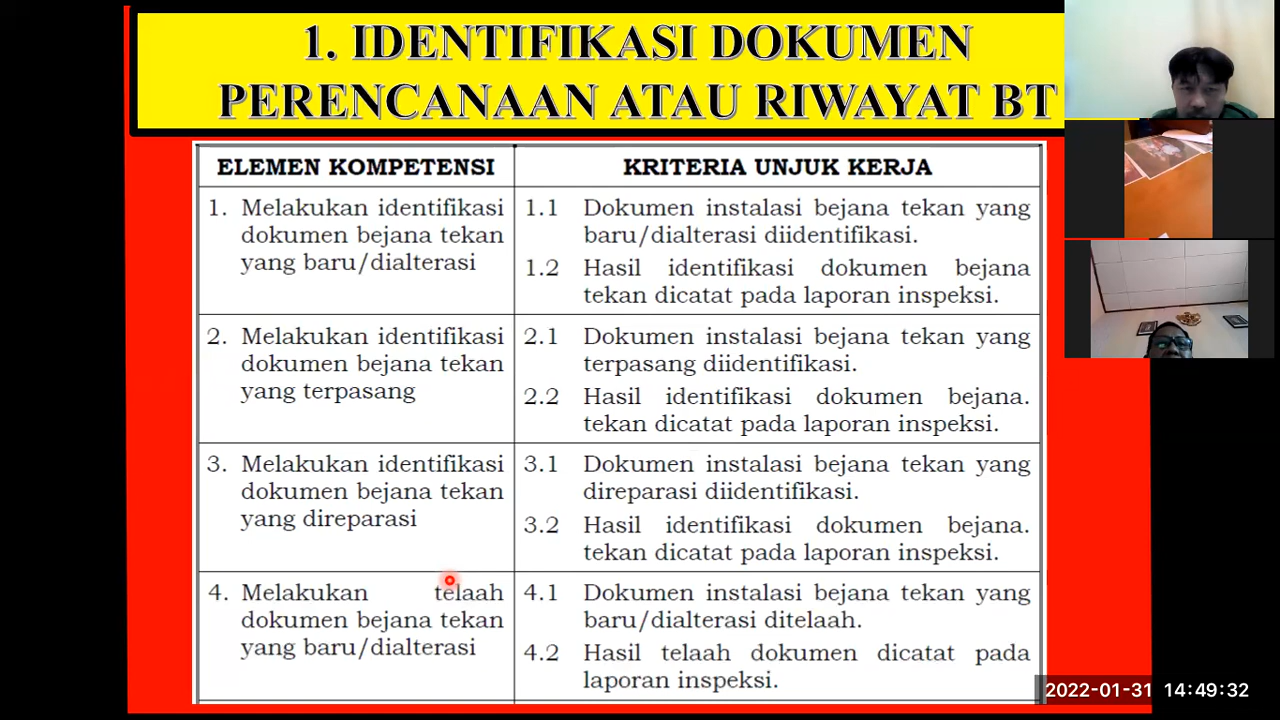 1. IDENTIFIKASI DOKUMEN
PERENCANAAN ATAU RIWAYAT BT
ELEMEN KOMPETENSI
KRITERIA UNJUK KERJA
1. Melakukan identifikasi
dokumen bejana tekan
yang baru/dialterasi
1.1 Dokumen instalasi bejana tekan yang
baru/dialterasi diidentifikasi.
1.2 Hasil identifikasi dokumen bejana
tekan dicatat pada laporan inspeksi.
2. Melakukan identifikasi
dokumen bejana tekan
yang terpasang
2.1 Dokumen instalasi bejana tekan yang
terpasang diidentifikasi.
2.2 Hasil identifikasi dokumen bejana.
tekan dicatat pada laporan inspeksi.
3. Melakukan identifikasi
dokumen bejana tekan
yang direparasi
3.1 Dokumen instalasi bejana tekan yang
direparasi diidentifikasi.
3.2 Hasil identifikasi dokumen bejana.
tekan dicatat pada laporan inspeksi.
4. Melakukan telaah
dokumen bejana tekan
yang baru/dialterasi
4.1 Dokumen instalasi bejana tekan yang
baru/dialterasi ditelaah.
4.2 Hasil telaah dokumen dicatat pada
laporan inspeksi.
2022-01-31 14:49:32